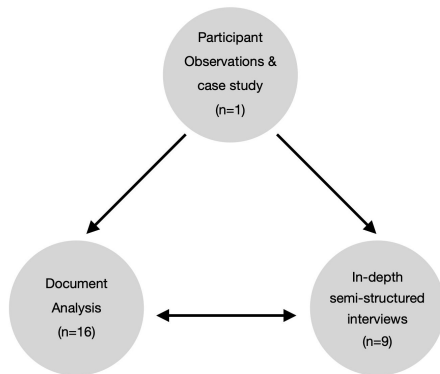 Participant
Observations &
case study
(n=1)
Document
Analysis
(n=16)
In-depth
semi-structured
interviews
(n=9)